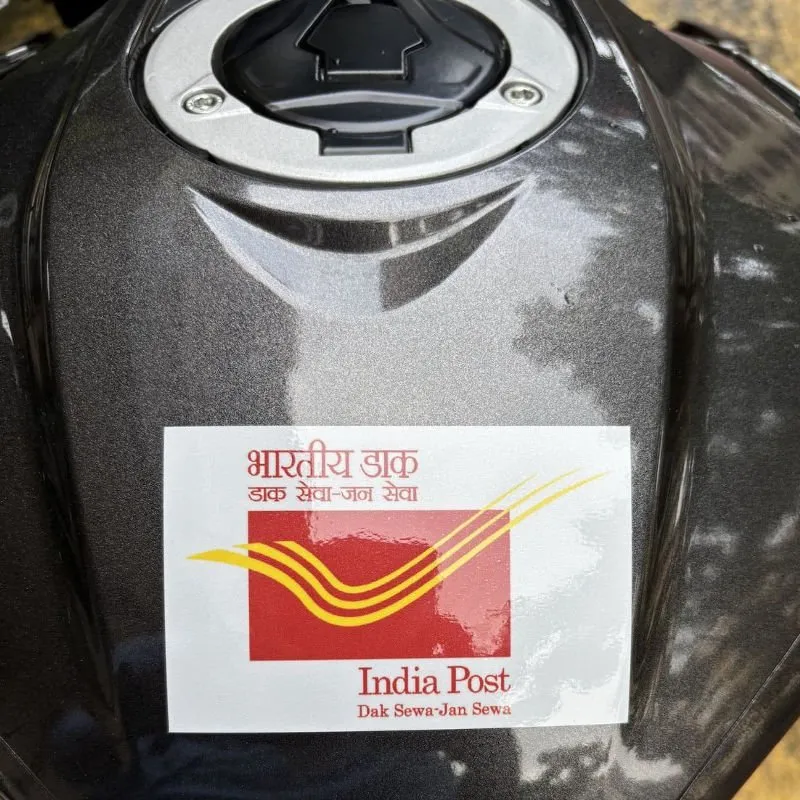 भारतीय डाक
डाक सेवा-जन सेवा
India Post
Dak Sewa-Jan Sewa